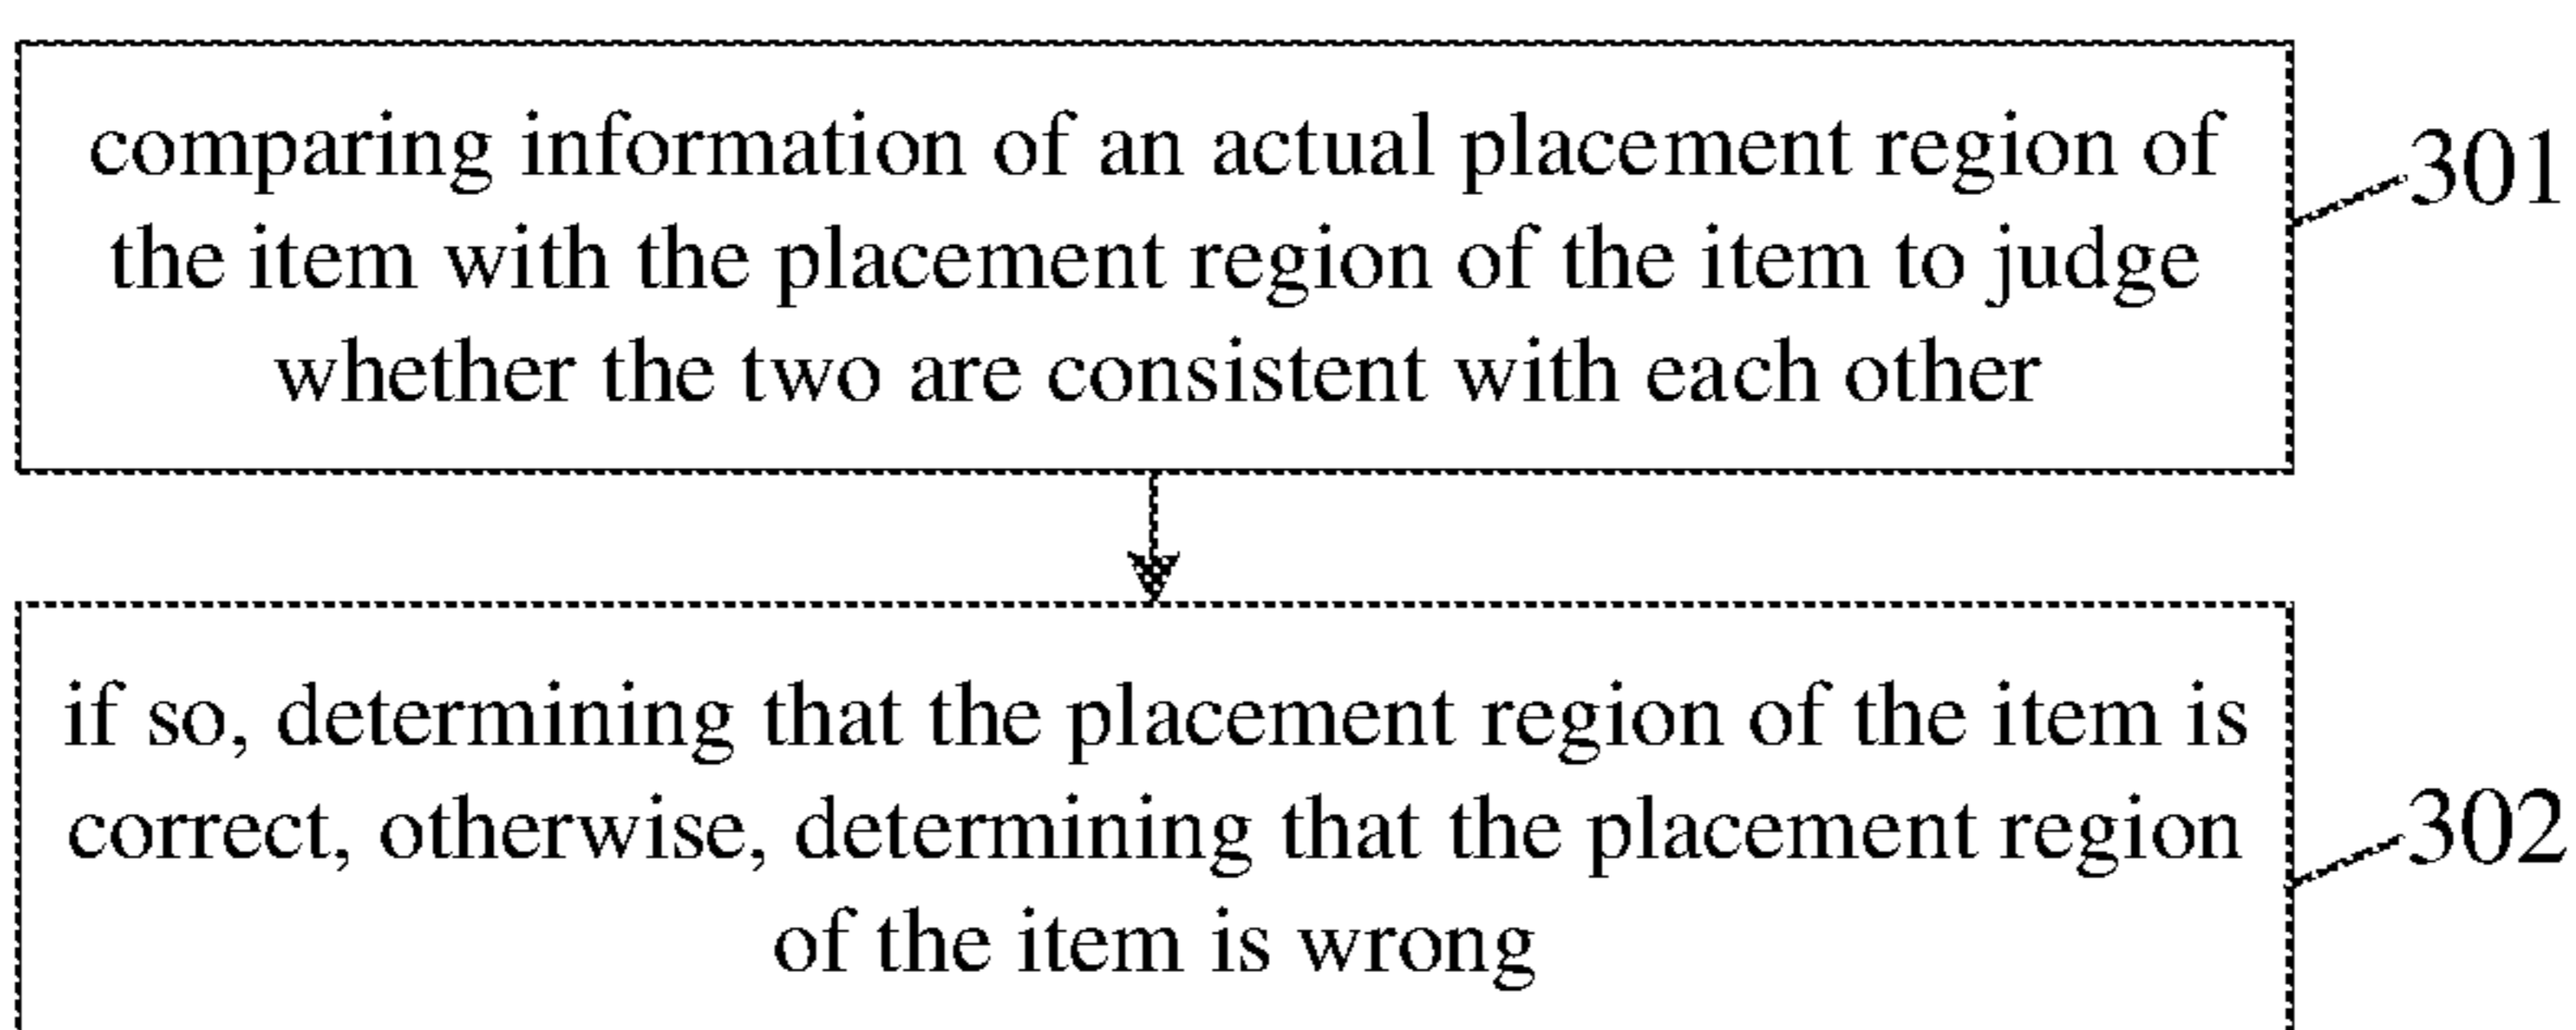 comparing information of an actual placement region of
the item with the placement region of the item to judge
whether the two are consistent with each other
301
if so, determining that the placement region of the item is
correct, otherwise, determining that the placement region
of the item is wrong
302